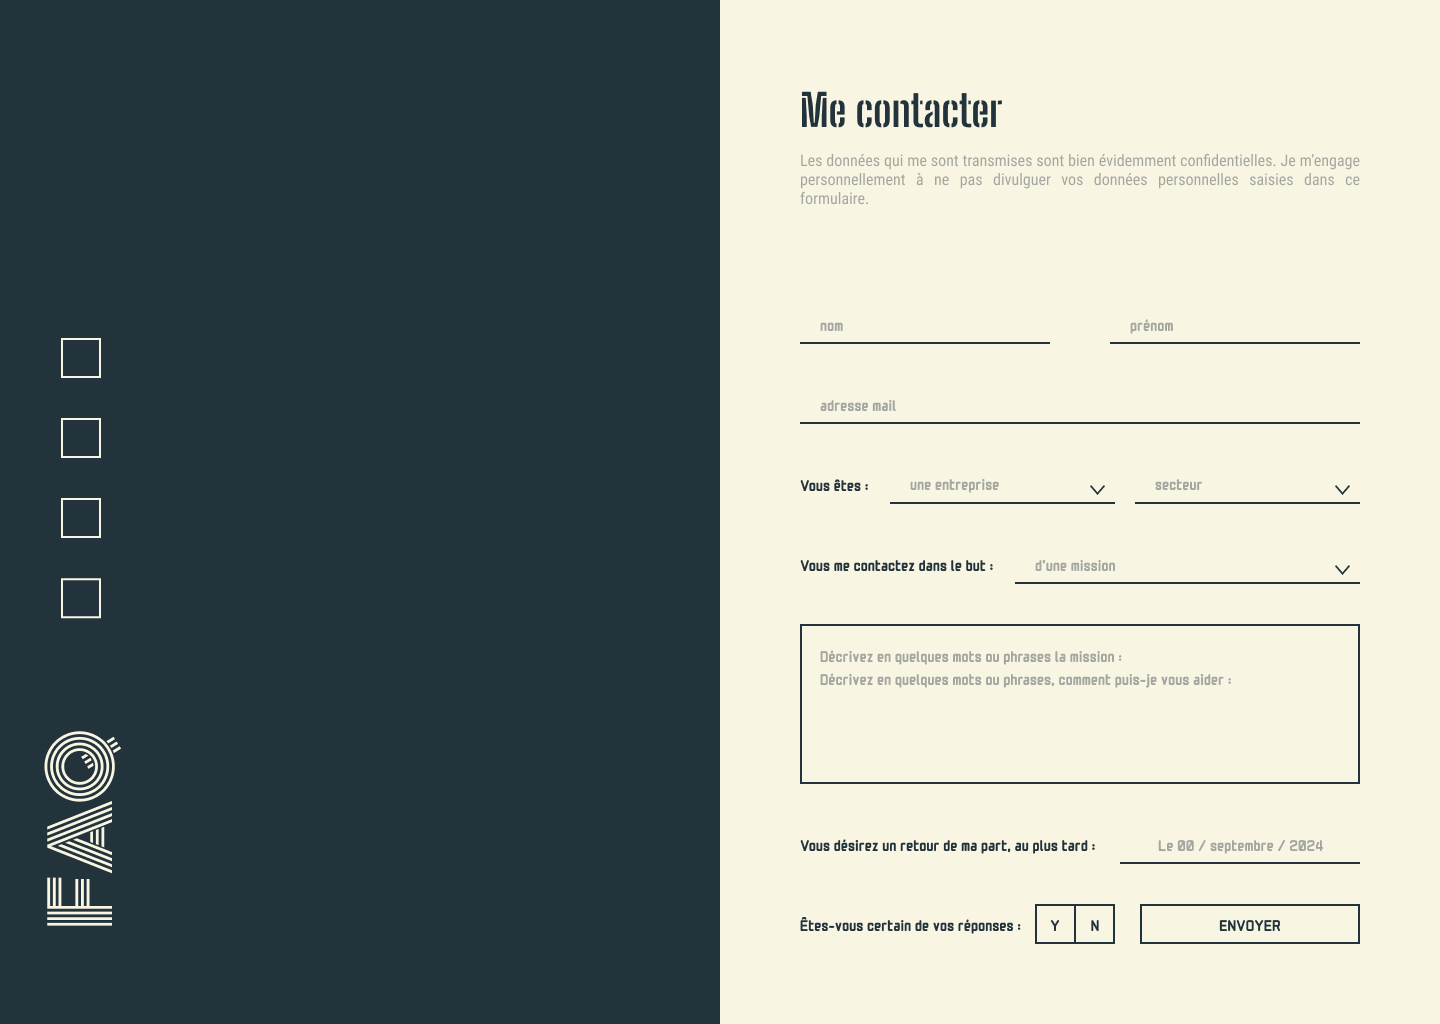 FAQ
Me contacter
Les données qui me sont transmises sont bien évidemment confidentielles. Je m'engage
personnellement à ne pas divulguer vos données personnelles saisies dans ce
formulaire.
nom
prénom
adresse mail
Vous êtes :
une entreprise
secteur
Vous me contactez dans le but :
d'une mission
Décrivez en quelques mots ou phrases la mission :
Décrivez en quelques mots ou phrases, comment puis-je vous aider :
Vous désirez un retour de ma part, au plus tard :
Le 00 / septembre / 2024
Êtes-vous certain de vos réponses :
Y
N
ENVOYER